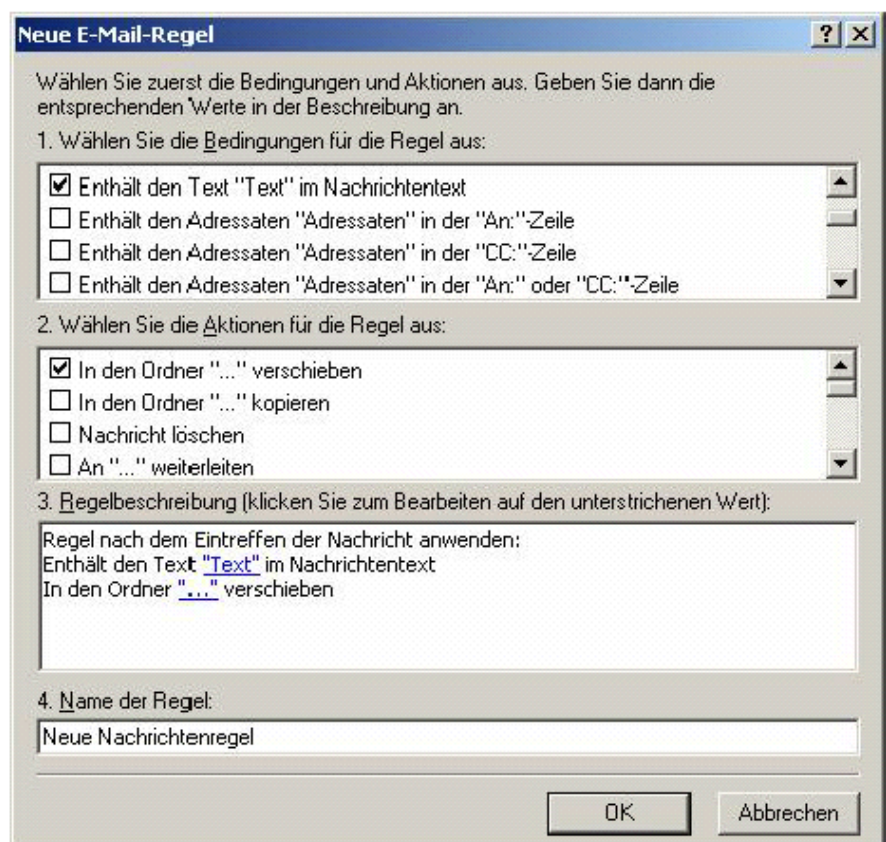 Neue E-Mail-Regel
Wählen Sie zuerst die Bedingungen und Aktionen aus. Geben Sie dann die
entsprechenden Werte in der Beschreibung an.
1. Wählen Sie die Bedingungen für die Regel aus:
Enthält den Text "Text" im Nachrichtentext
Enthält den Adressaten "Adressaten" in der "An:"-Zeile
Enthält den Adressaten "Adressaten" in der "CC:"-Zeile
Enthält den Adressaten "Adressaten" in der "An:" oder "CC:"-Zeile
2. Wählen Sie die Aktionen für die Regel aus:
In den Ordner "..." verschieben
In den Ordner "..." kopieren
Nachricht löschen
An "..." weiterleiten
3. Regelbeschreibung (klicken Sie zum Bearbeiten auf den unterstrichenen Wert):
Regel nach dem Eintreffen der Nachricht anwenden:
Enthält den Text "Text" im Nachrichtentext
In den Ordner "..." verschieben
4. Name der Regel:
Neue Nachrichtenregel
OK Abbrechen